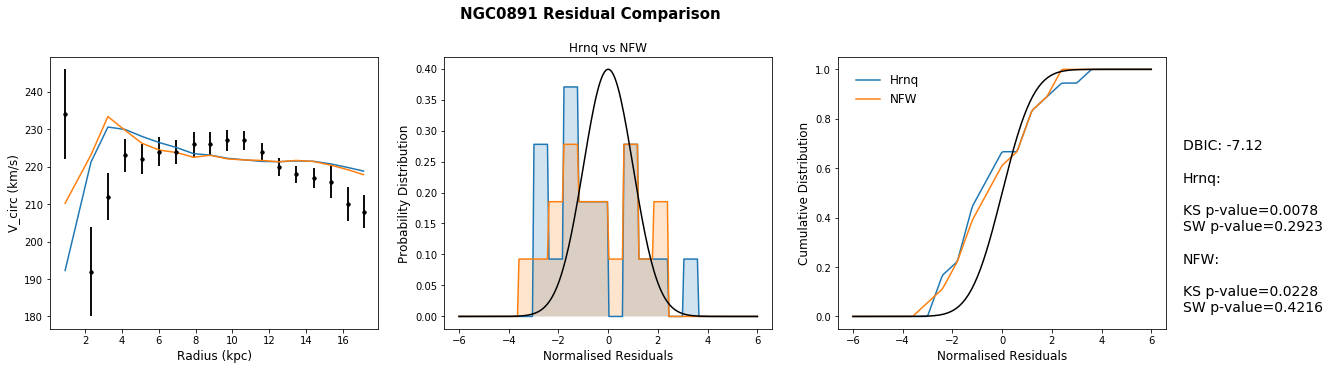 NGC0891 Residual Comparison
240
230
220
210
200
190
180
V_circ (km/s)
2
4
6
8
10
12
14
16
Radius (kpc)
Hrnq vs NFW
0.40
0.35
0.30
0.25
0.20
0.15
0.10
0.05
0.00
Probability Distribution
−6
−4
−2
0
2
4
6
Normalised Residuals
Hrnq
NFW
1.0
0.8
0.6
0.4
0.2
0.0
Cumulative Distribution
−6
−4
−2
0
2
4
6
Normalised Residuals
DBIC: -7.12
Hrnq:
KS p-value=0.0078
SW p-value=0.2923
NFW:
KS p-value=0.0228
SW p-value=0.4216